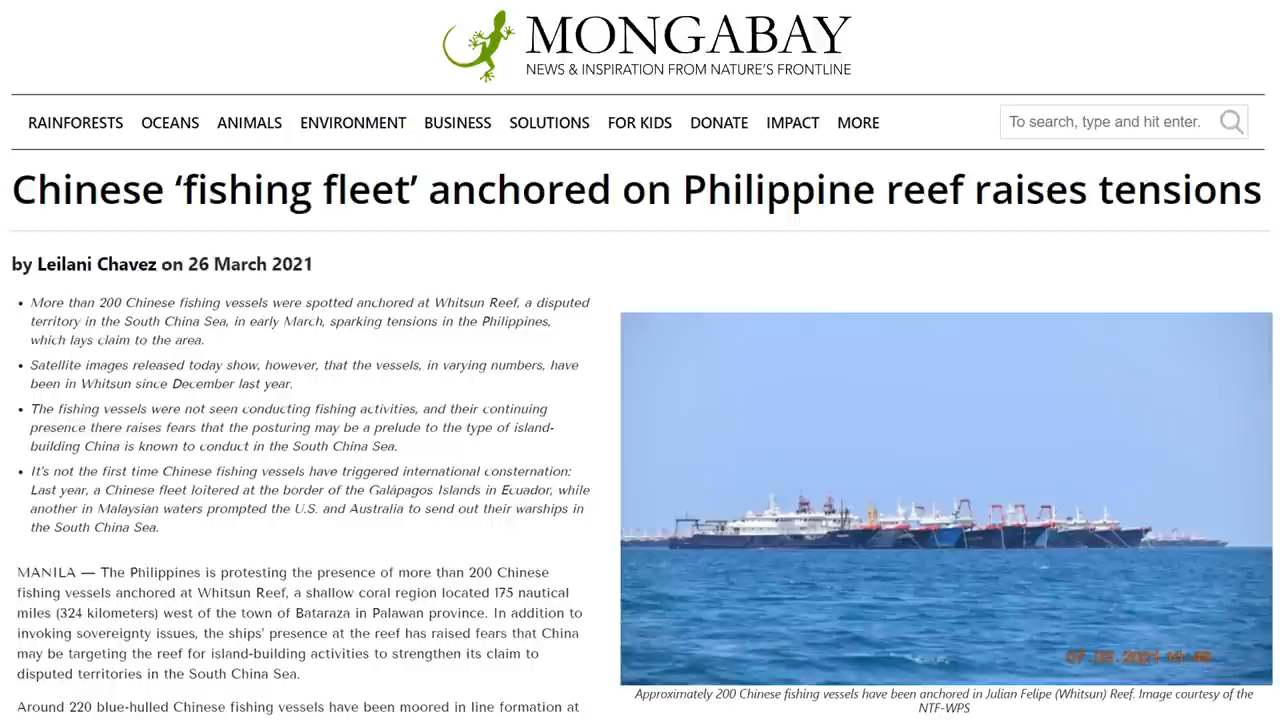 MONGABAY
NEWS & INSPIRATION FROM NATURE'S FRONTLINE
RAINFORESTS OCEANS ANIMALS ENVIRONMENT BUSINESS SOLUTIONS FOR KIDS DONATE IMPACT MORE
To search, type and hit enter.
Chinese ‘fishing fleet’ anchored on Philippine reef raises tensions
by Leilani Chavez on 26 March 2021
• More than 200 Chinese fishing vessels were spotted anchored at Whitsun Reef, a disputed
territory in the South China Sea, in early March, sparking tensions in the Philippines,
which lays claim to the area.
• Satellite images released today show, however, that the vessels, in varying numbers, have
been in Whitsun since December last year.
• The fishing vessels were not seen conducting fishing activities, and their continuing
presence there raises fears that the posturing may be a prelude to the type of island-
building China is known to conduct in the South China Sea.
• It's not the first time Chinese fishing vessels have triggered international consternation:
Last year, a Chinese fleet loitered at the border of the Galápagos Islands in Ecuador, while
another in Malaysian waters prompted the U.S. and Australia to send out their warships in
the South China Sea.
MANILA — The Philippines is protesting the presence of more than 200 Chinese
fishing vessels anchored at Whitsun Reef, a shallow coral region located 175 nautical
miles (324 kilometers) west of the town of Bataraza in Palawan province. In addition to
invoking sovereignty issues, the ships' presence at the reef has raised fears that China
may be targeting the reef for island-building activities to strengthen its claim to
disputed territories in the South China Sea.
Around 220 blue-hulled Chinese fishing vessels have been moored in line formation at
Approximately 200 Chinese fishing vessels have been anchored in Julian Felipe (Whitsun) Reef. Image courtesy of the
NTF-WPS